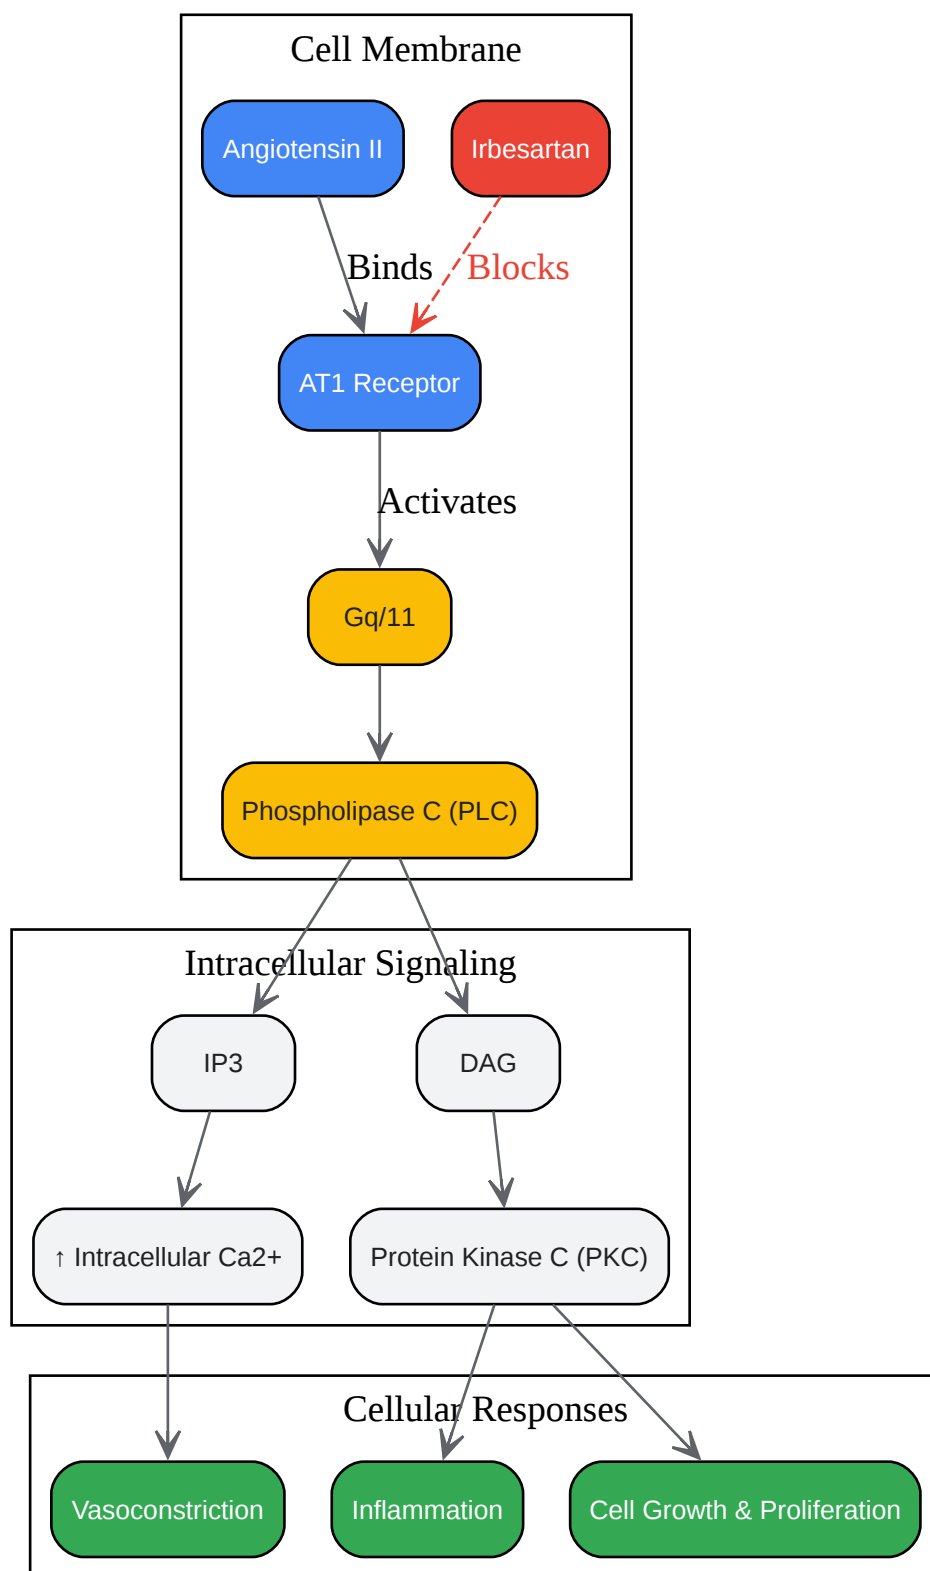 Cell Membrane
Angiotensin II
Irbesartan
Binds
Blocks
AT1 Receptor
Activates
Gq/11
Phospholipase C (PLC)
Intracellular Signaling
IP3
DAG
↑ Intracellular Ca2+
Protein Kinase C (PKC)
Cellular Responses
Vasoconstriction
Inflammation
Cell Growth & Proliferation